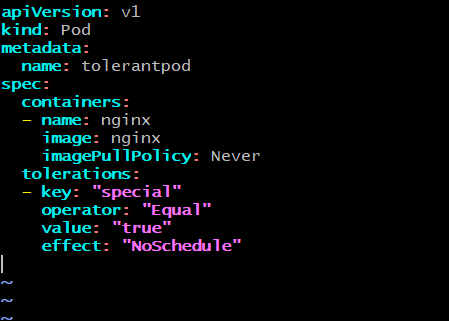 apiVersion: v1
kind: Pod
metadata:
  name: tolerantpod
spec:
  containers:
  - name: nginx
    image: nginx
    imagePullPolicy: Never
  tolerations:
  - key: "special"
    operator: "Equal"
    value: "true"
    effect: "NoSchedule"
~
~
~